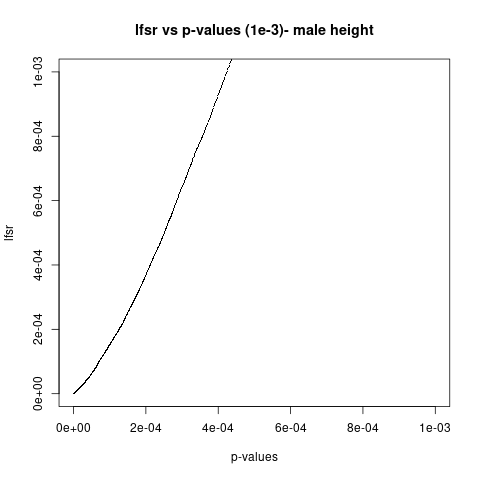 lfsr vs p-values (1e-3)- male height
lfsr
1e-03
8e-04
6e-04
4e-04
2e-04
0e+00
0e+00 2e-04 4e-04 6e-04 8e-04 1e-03
p-values